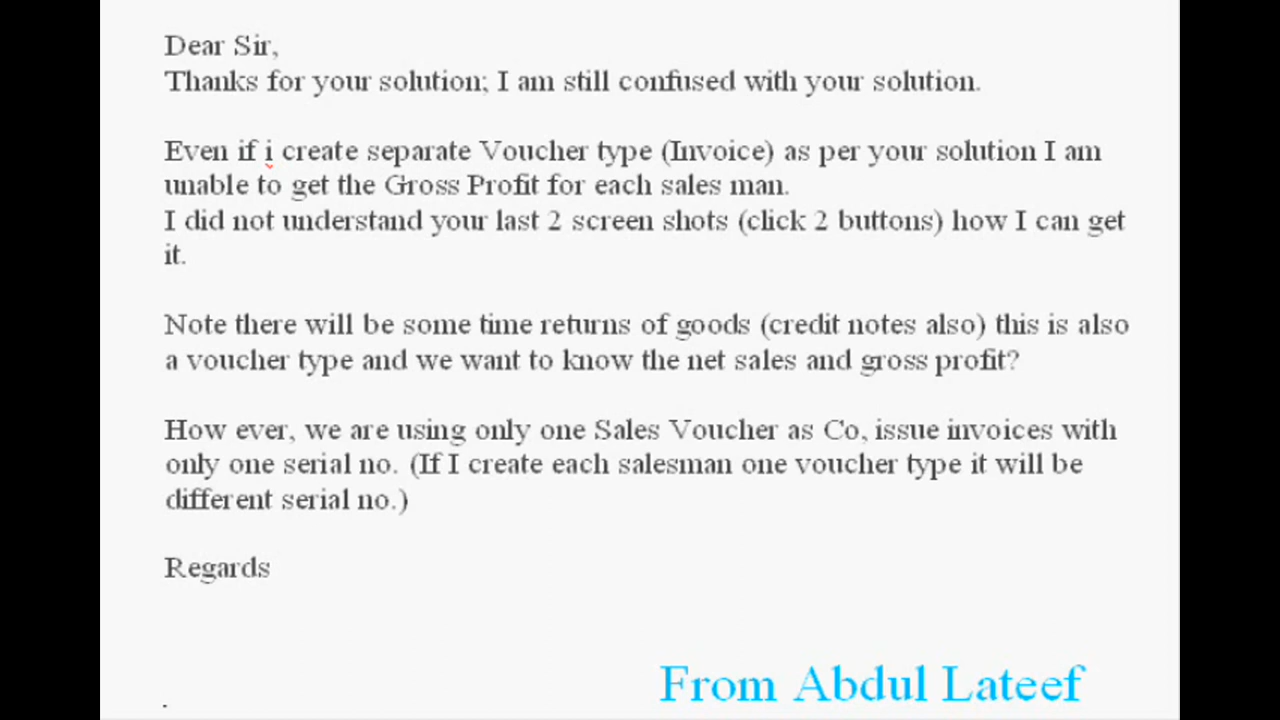 Dear Sir,
Thanks for your solution; I am still confused with your solution.
Even if i create separate Voucher type (Invoice) as per your solution I am
unable to get the Gross Profit for each sales man.
I did not understand your last 2 screen shots (click 2 buttons) how I can get
it.
Note there will be some time returns of goods (credit notes also) this is also
a voucher type and we want to know the net sales and gross profit?
How ever, we are using only one Sales Voucher as Co, issue invoices with
only one serial no. (If I create each salesman one voucher type it will be
different serial no.)
Regards
From Abdul Lateef
.